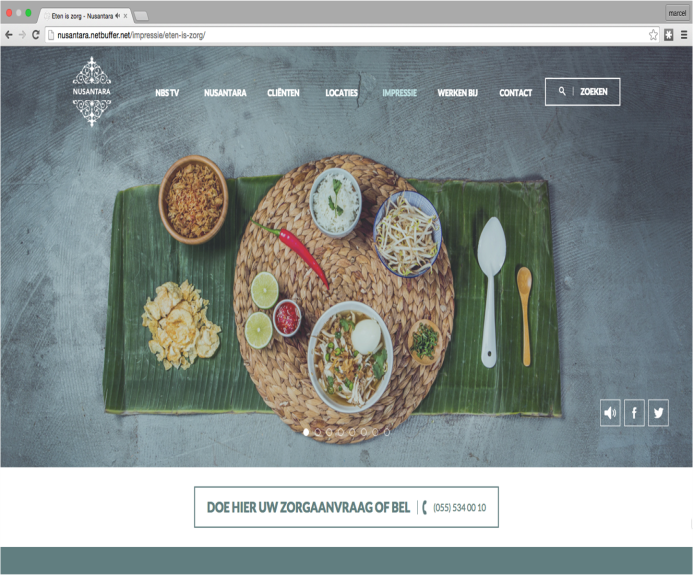 marcel
Eten is zorg - Nusantara
nusantara.netbuffer.net/impressie/eten-is-zorg/
NUSANTARA
NBS TV NUSANTARA CLIËNTEN LOCATIES IMPRESSIE WERKEN BIJ CONTACT ZOEKEN
DOE HIER UW ZORGAANVRAAG OF BEL (055) 534 00 10